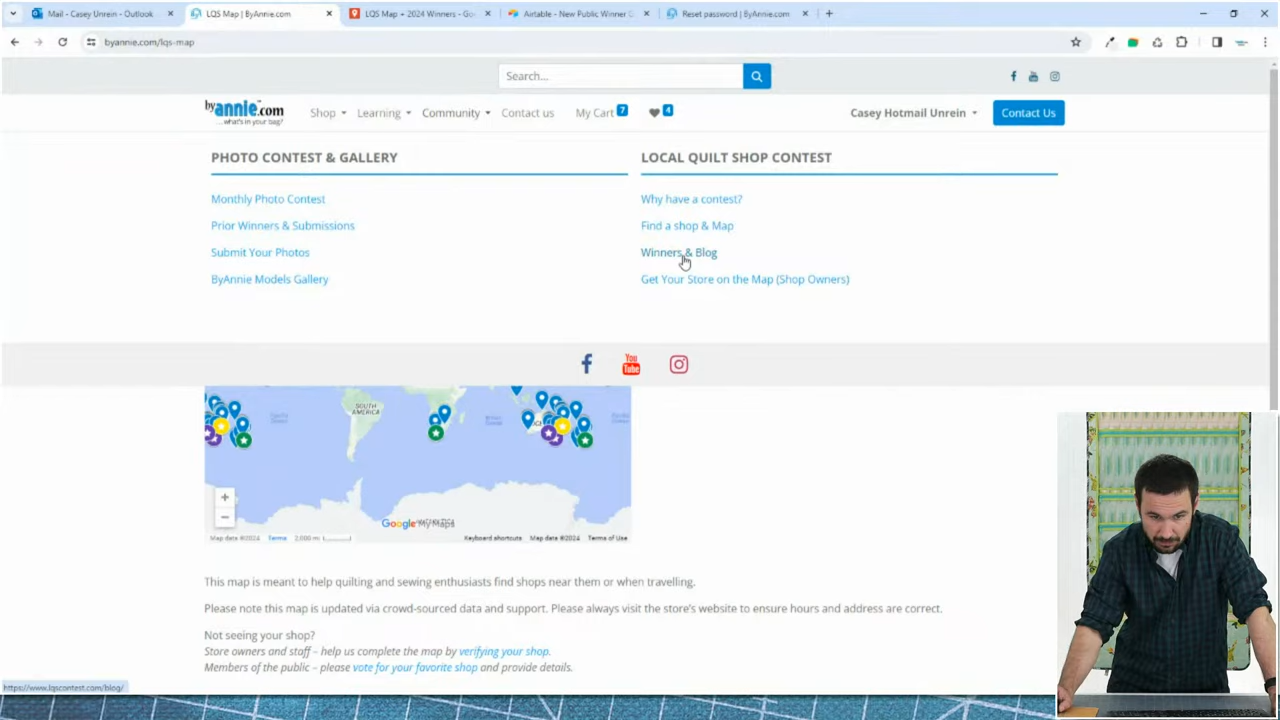 Mail - Casey Unrein - Outlook
LQS Map | ByAnnie.com
LQS Map + 2024 Winners - Go
Airtable - New Public Winner G
Reset password | ByAnnie.com
byannie.com/lqs-map
Search...
byannie.com
...what's in your bag?
Shop
Learning
Community
Contact us
My Cart 7
4
Casey Hotmail Unrein
Contact Us
PHOTO CONTEST & GALLERY
Monthly Photo Contest
Prior Winners & Submissions
Submit Your Photos
ByAnnie Models Gallery
LOCAL QUILT SHOP CONTEST
Why have a contest?
Find a shop & Map
Winners & Blog
Get Your Store on the Map (Shop Owners)
You Tube
SOUTH AMERICA
Google My Maps
Map data ©2024 Terms 2,000 mi Keyboard shortcuts Map data ©2024 Terms of Use
This map is meant to help quilting and sewing enthusiasts find shops near them or when travelling.
Please note this map is updated via crowd-sourced data and support. Please always visit the store's website to ensure hours and address are correct.
Not seeing your shop?
Store owners and staff – help us complete the map by verifying your shop.
Members of the public – please vote for your favorite shop and provide details.
https://www.lqscontest.com/blog/